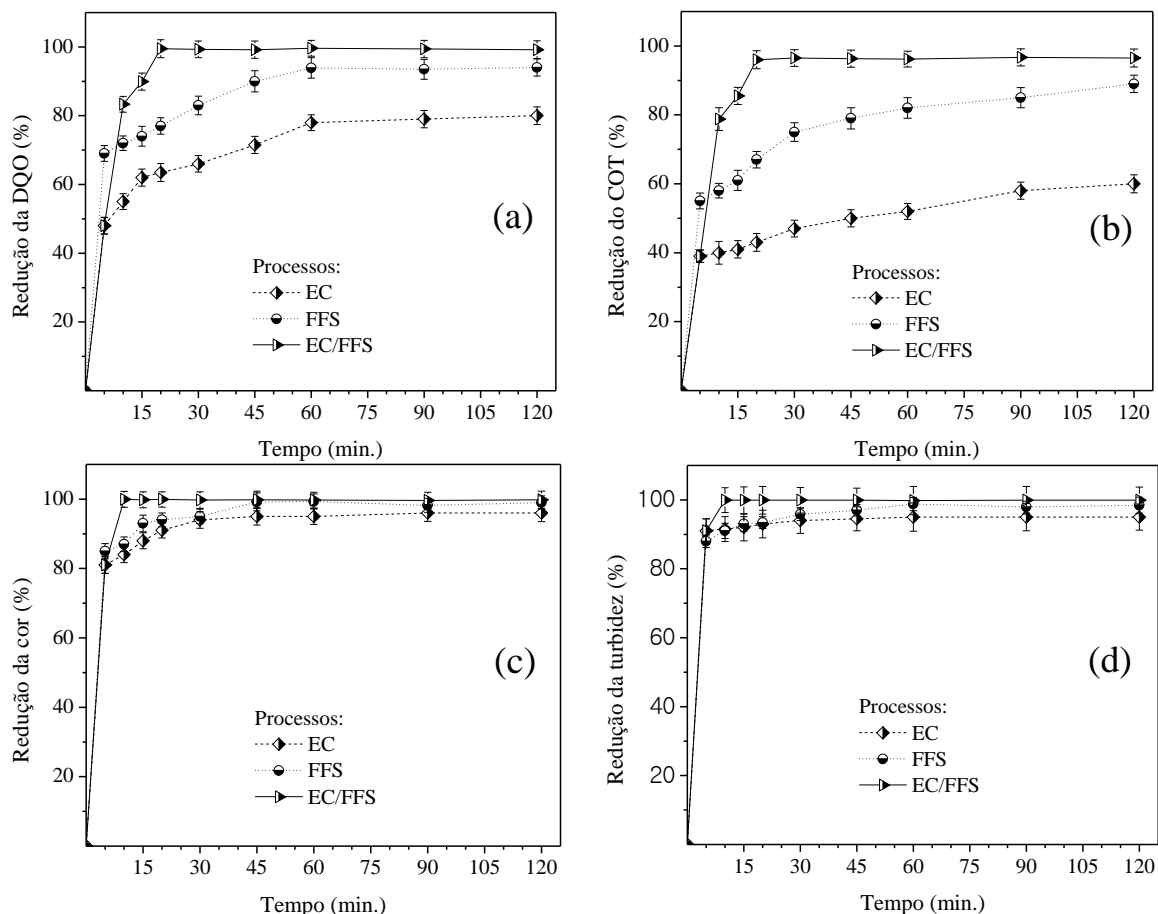 Redução da DQO (%)
100
80
60
40
20
(a)
Processos:
EC
FFS
EC/FFS
15 30 45 60 75 90 105 120
Tempo (min.)
Redução do COT (%)
100
80
60
40
20
(b)
Processos:
EC
FFS
EC/FFS
15 30 45 60 75 90 105 120
Tempo (min.)
Redução da cor (%)
100
80
60
40
20
(c)
Processos:
EC
FFS
EC/FFS
15 30 45 60 75 90 105 120
Tempo (min.)
Redução da turbidez (%)
100
80
60
40
20
(d)
Processos:
EC
FFS
EC/FFS
15 30 45 60 75 90 105 120
Tempo (min.)